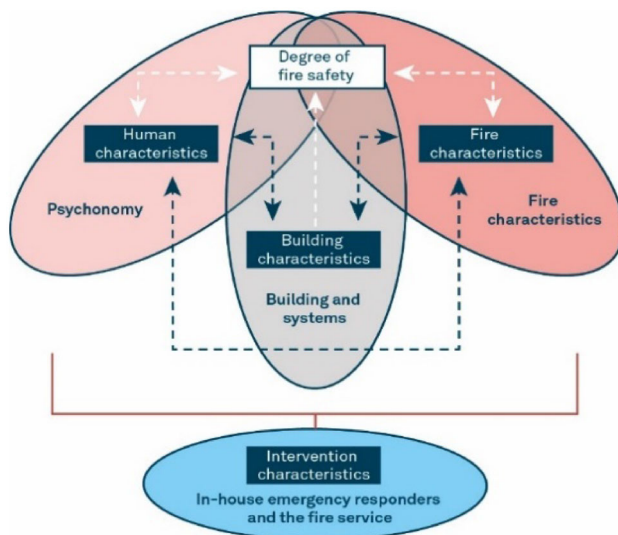 Degree of
fire safety
Human
characteristics
Fire
characteristics
Psychonomy
Fire
characteristics
Building
characteristics
Building and
systems
Intervention
characteristics
In-house emergency responders
and the fire service